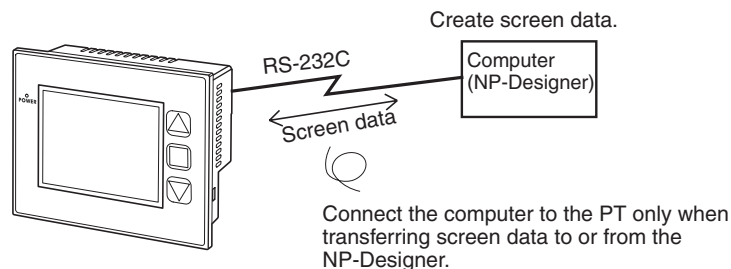 Create screen data.
RS-232C
Computer
(NP-Designer)
POWER
Screen data
Connect the computer to the PT only when
transferring screen data to or from the
NP-Designer.